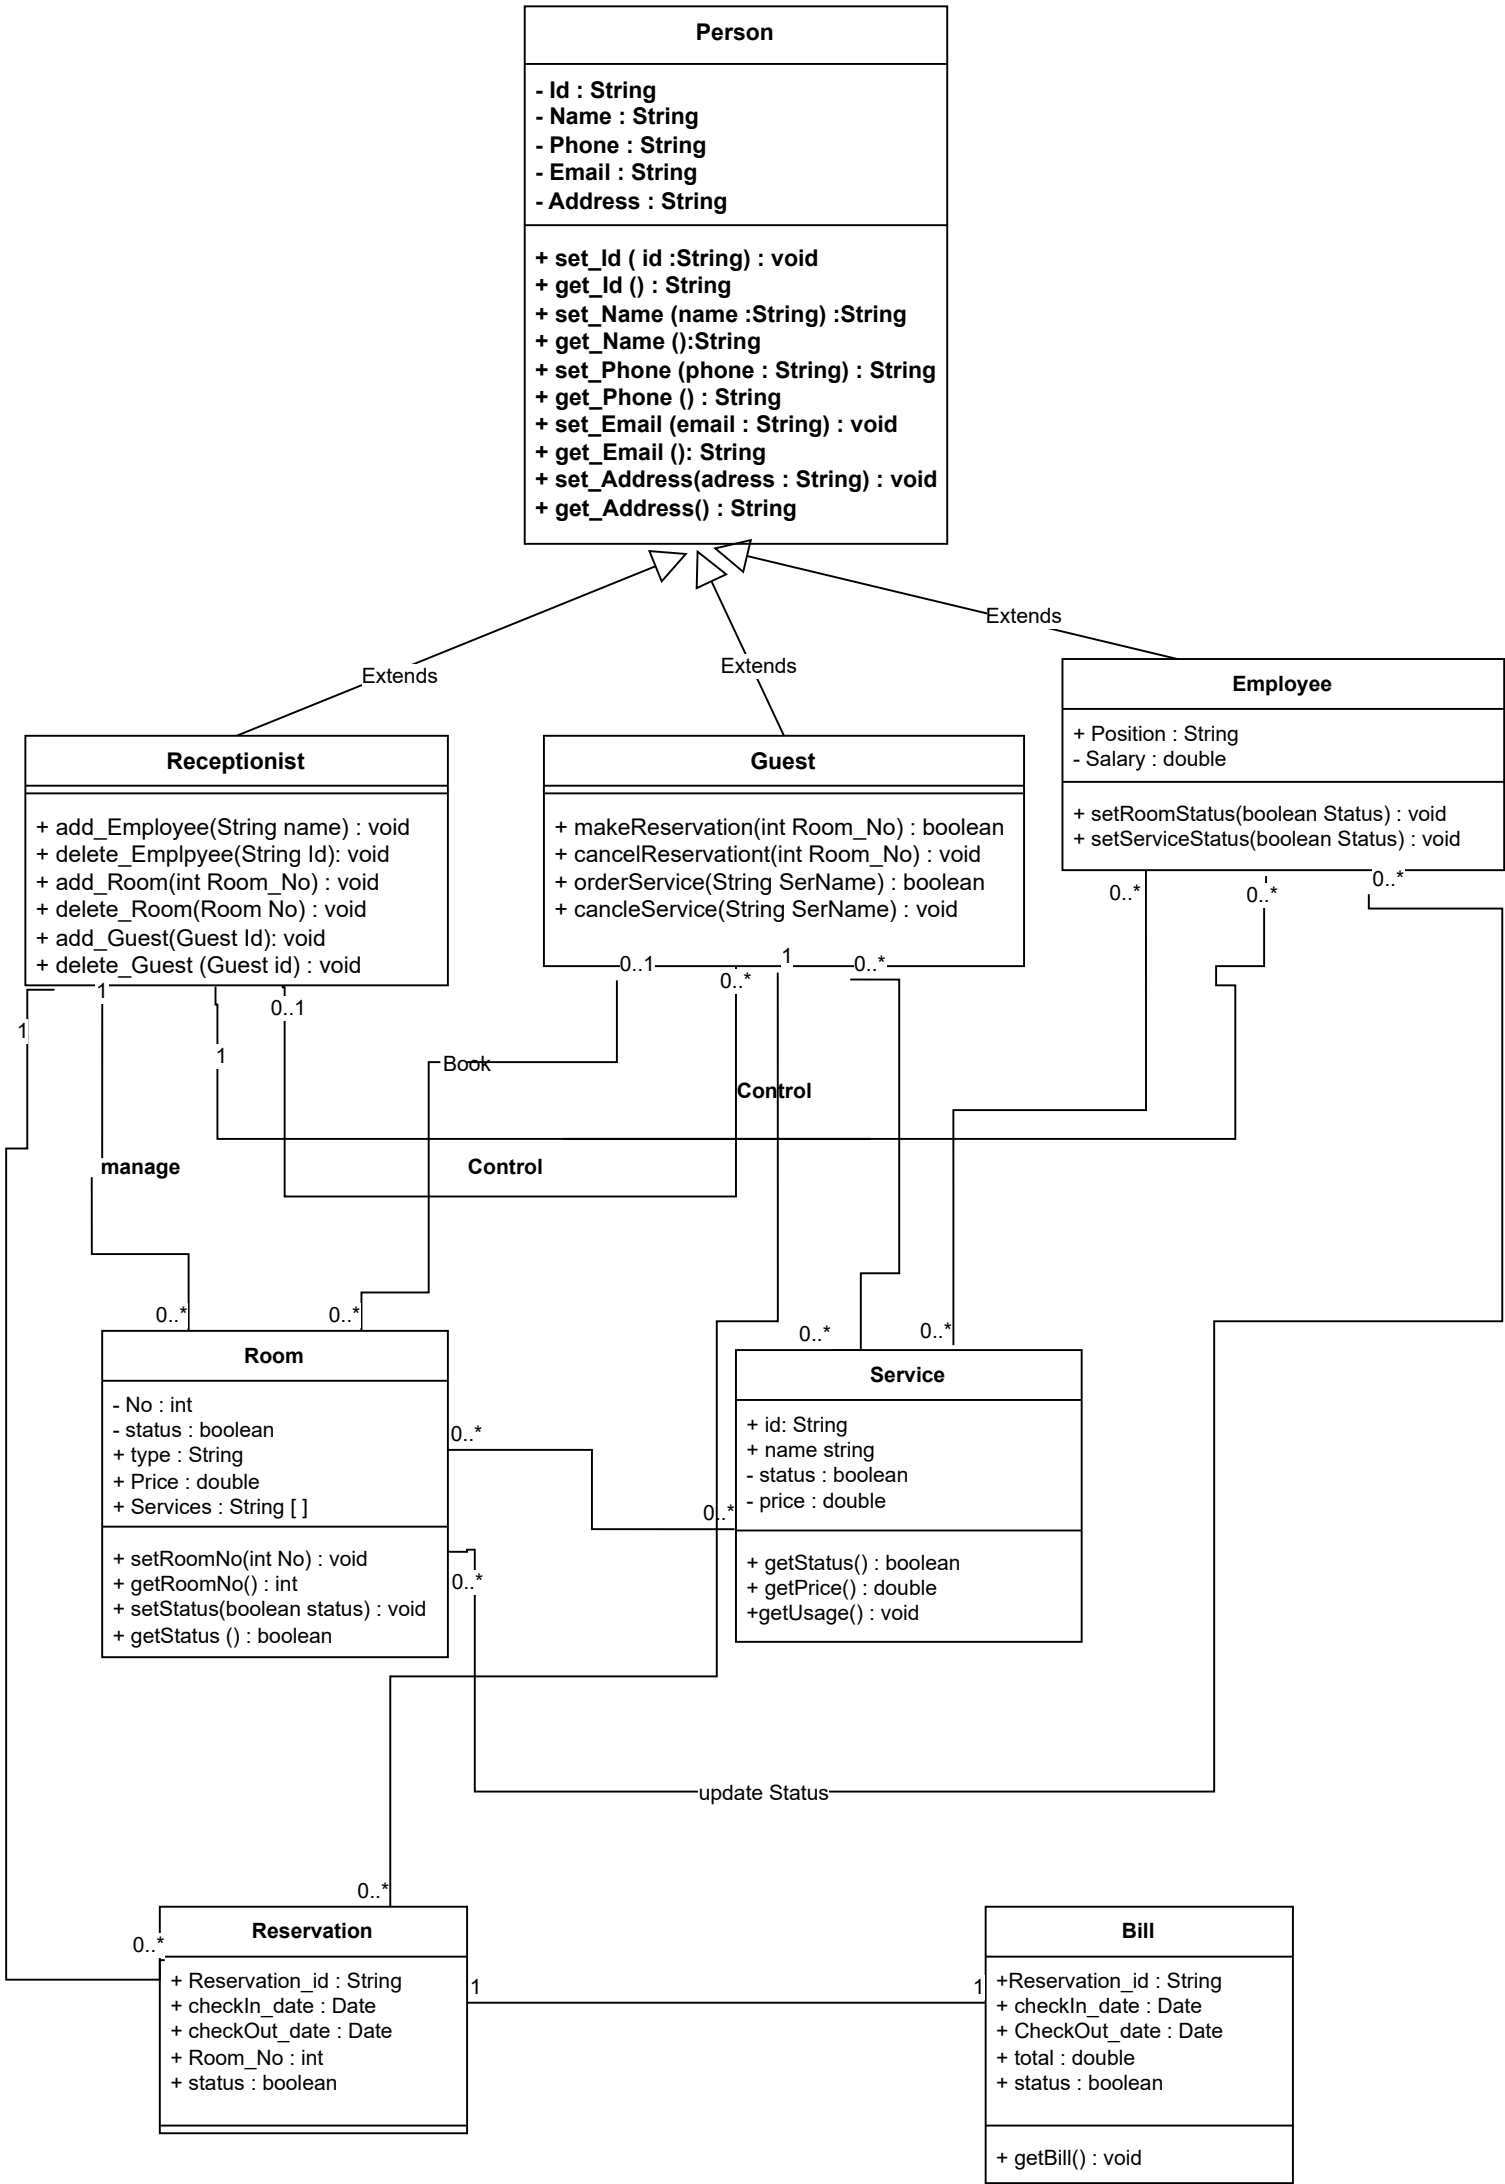 Person
- Id : String
- Name : String
- Phone : String
- Email : String
- Address : String
+ set_Id ( id :String) : void
+ get_Id () : String
+ set_Name (name :String) :String
+ get_Name ():String
+ set_Phone (phone : String) : String
+ get_Phone () : String
+ set_Email (email : String) : void
+ get_Email (): String
+ set_Address(adress : String) : void
+ get_Address() : String
Extends
Extends
Extends
Receptionist
+ add_Employee(String name) : void
+ delete_Emplpyee(String Id): void
+ add_Room(int Room_No) : void
+ delete_Room(Room No) : void
+ add_Guest(Guest Id): void
+ delete_Guest (Guest id) : void
Guest
+ makeReservation(int Room_No) : boolean
+ cancelReservationt(int Room_No) : void
+ orderService(String SerName) : boolean
+ cancleService(String SerName) : void
Employee
+ Position : String
- Salary : double
+ setRoomStatus(boolean Status) : void
+ setServiceStatus(boolean Status) : void
1
1
1
0..1
0..1
0..*
1
0..*
0..*
0..*
0..*
Book
Control
manage
Control
0..*
0..*
0..*
0..*
Room
- No : int
- status : boolean
+ type : String
+ Price : double
+ Services : String [ ]
+ setRoomNo(int No) : void
+ getRoomNo() : int
+ setStatus(boolean status) : void
+ getStatus () : boolean
0..*
0..*
0..*
Service
+ id: String
+ name string
- status : boolean
- price : double
+ getStatus() : boolean
+ getPrice() : double
+getUsage() : void
update Status
0..*
0..*
Reservation
+ Reservation_id : String
+ checkIn_date : Date
+ checkOut_date : Date
+ Room_No : int
+ status : boolean
1
1
Bill
+Reservation_id : String
+ checkIn_date : Date
+ CheckOut_date : Date
+ total : double
+ status : boolean
+ getBill() : void